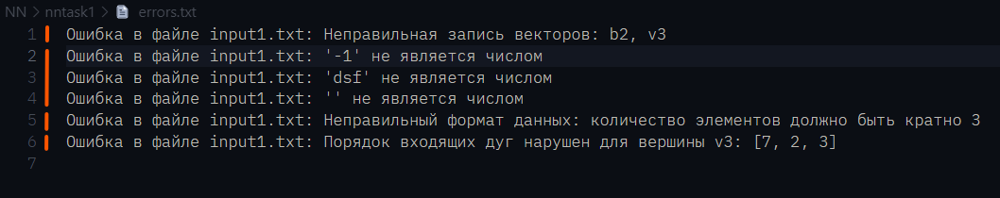 NN > nntask1 > errors.txt
1 Ошибка в файле input1.txt: Неправильная запись векторов: b2, v3
2 Ошибка в файле input1.txt: '-1' не является числом
3 Ошибка в файле input1.txt: 'dsf' не является числом
4 Ошибка в файле input1.txt: '' не является числом
5 Ошибка в файле input1.txt: Неправильный формат данных: количество элементов должно быть кратно 3
6 Ошибка в файле input1.txt: Порядок входящих дуг нарушен для вершины v3: [7, 2, 3]
7